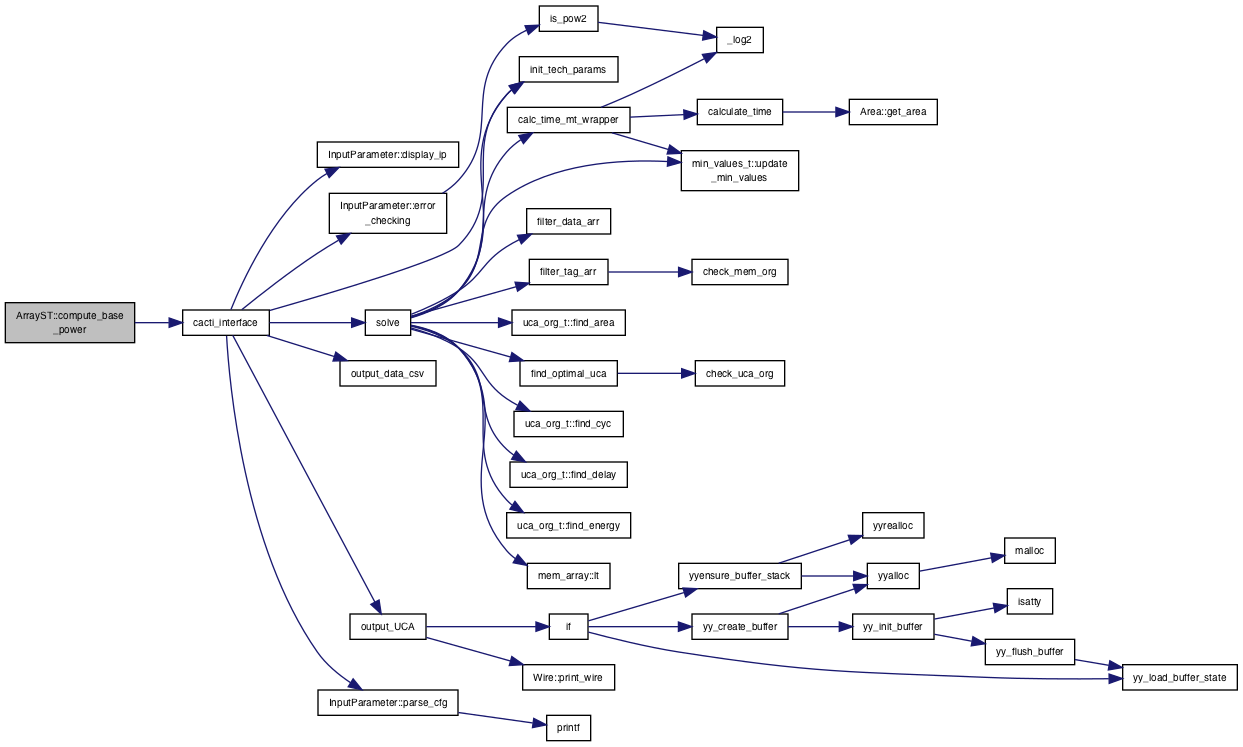 is_pow2
_log2
init_tech_params
calc_time_mt_wrapper
calculate_time
Area::get_area
InputParameter::display_ip
min_values_t::update
_min_values
InputParameter::error
_checking
filter_data_arr
filter_tag_arr
check_mem_org
ArrayST::compute_base
_power
cacti_interface
solve
uca_org_t::find_area
output_data_csv
find_optimal_uca
check_uca_org
uca_org_t::find_cyc
uca_org_t::find_delay
uca_org_t::find_energy
yyrealloc
malloc
mem_array::lt
yyensure_buffer_stack
yyalloc
isatty
output_UCA
if
yy_create_buffer
yy_init_buffer
yy_flush_buffer
Wire::print_wire
yy_load_buffer_state
InputParameter::parse_cfg
printf